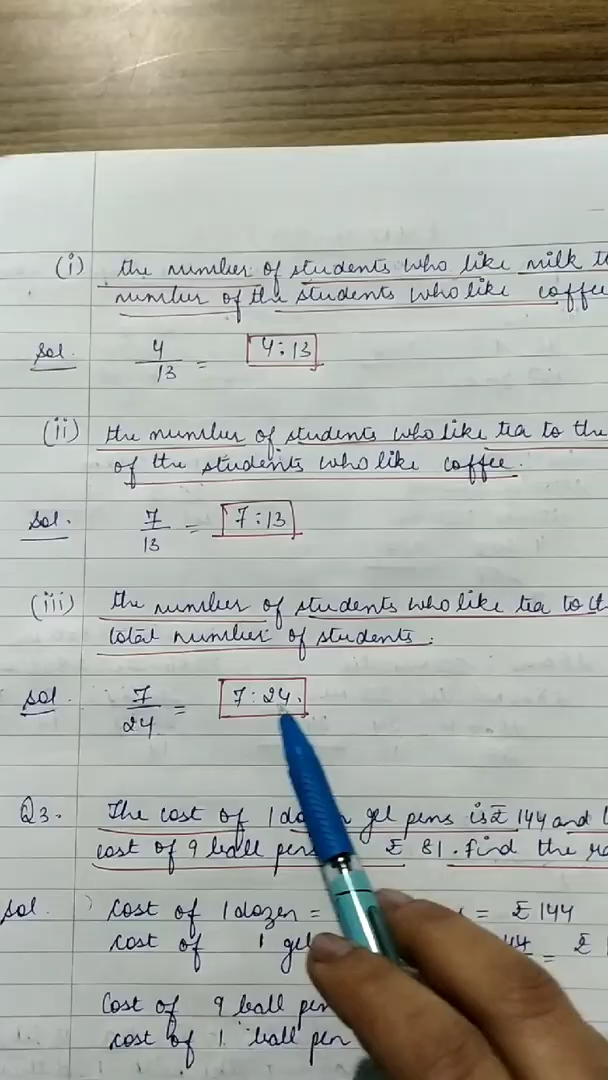 (i) the number of students who like milk
number of the students who like coffee
Sol. 4/13 = 4:13
(ii) the number of students who like tea to the
of the students who like coffee.
Sol. 7/13 = 7:13
(iii) the number of students who like tea to
total number of students.
Sol 7/24 = 7:24.
Q3. The cost of 1 dozen gel pens is ₹ 144 and
cost of 9 ball ₹ 81. find the
Sol. cost of 1 dozen = = ₹ 144
cost of 1 gel = ₹
Cost of 9 ball pen
cost of 1 ball pen